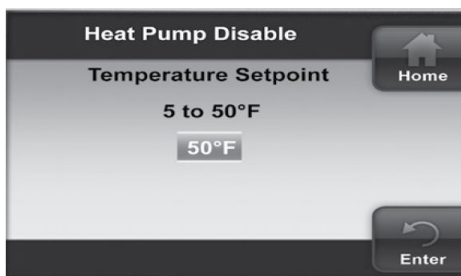 Heat Pump Disable
Home
Temperature Setpoint
5 to 50°F
50°F
Enter